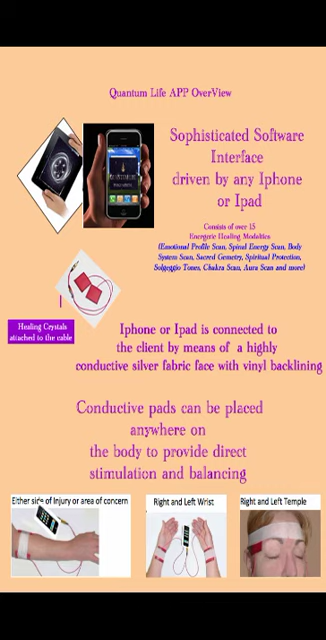 Quantum Life APP OverView
Sophisticated Software
Interface
driven by any Iphone
or Ipad
Consists of over 15
Energetic Healing Modalities
(Emotional Profile Scan, Spinal Energy Scan, Body
System Scan, Sacred Gemetry, Spiritual Protection,
Solgeggio Tones, Chakra Scan, Aura Scan and more)
Healing Crystals
attached to the cable
Iphone or Ipad is connected to
the client by means of a highly
conductive silver fabric face with vinyl backlining
Conductive pads can be placed
anywhere on
the body to provide direct
stimulation and balancing
Either side of Injury or area of concern
Right and Left Wrist
Right and Left Temple